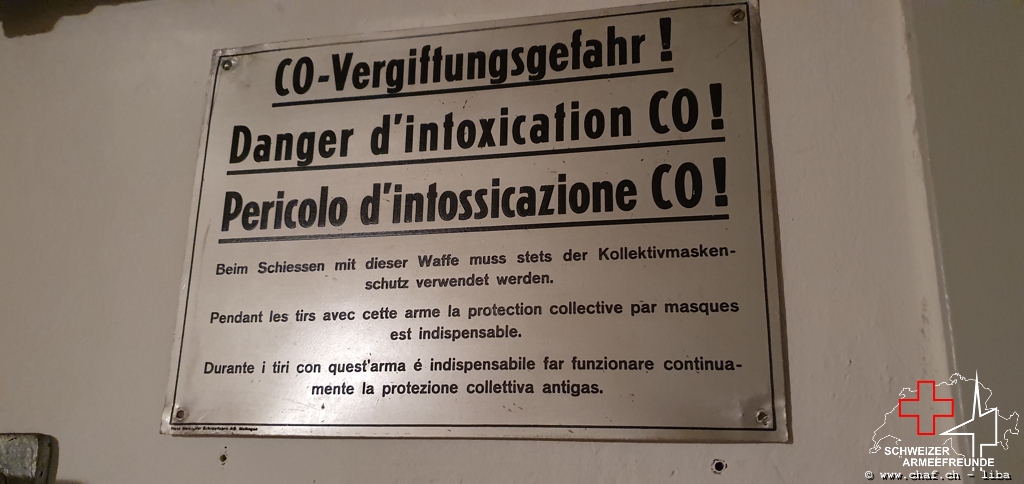 CO-Vergiftungsgefahr !
Danger d'intoxication CO !
Pericolo d'intossicazione CO !
Beim Schiessen mit dieser Waffe muss stets der Kollektivmasken-
schutz verwendet werden.
Pendant les tirs avec cette arme la protection collective par masques
est indispensable.
Durante i tiri con quest'arma é indispensabile far funzionare continua-
mente la protezione collettiva antigas.
SCHWEIZER
ARMEEFREUNDE
© www.chaf.ch - liba